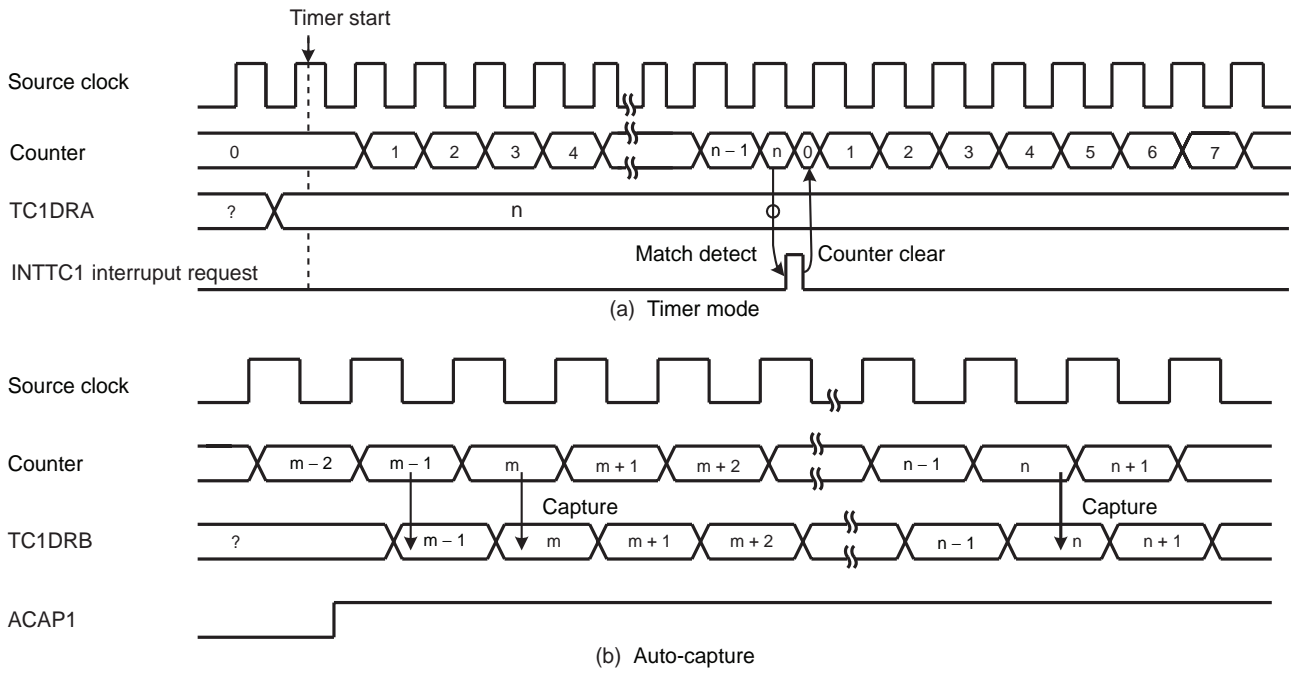 Timer start
Source clock
Counter 0 1 2 3 4 n – 1 n 0 1 2 3 4 5 6 7
TC1DRA ? n
Match detect Counter clear
INTTC1 interruput request
(a) Timer mode
Source clock
Counter m – 2 m – 1 m m + 1 m + 2 n – 1 n n + 1
Capture Capture
TC1DRB ? m – 1 m m + 1 m + 2 n – 1 n n + 1
ACAP1
(b) Auto-capture